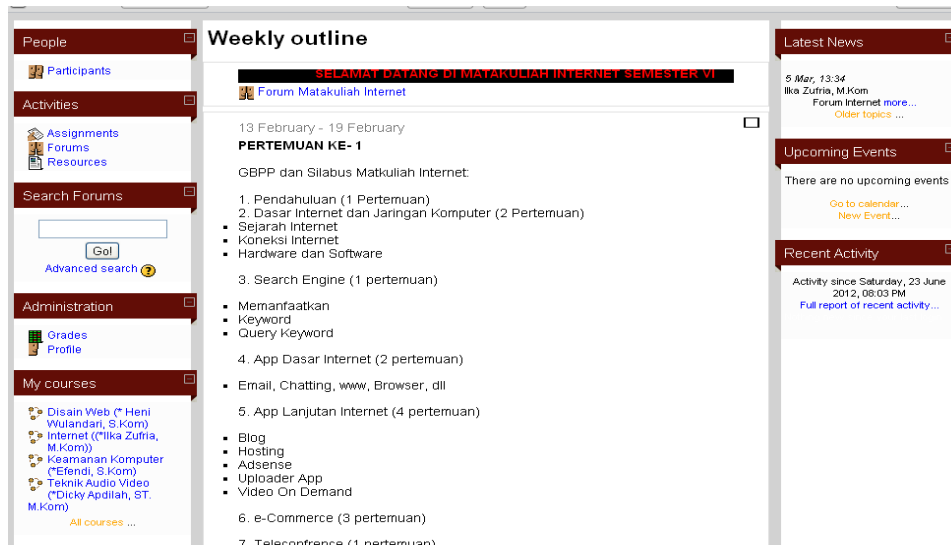 People
Participants
Activities
Assignments
Forums
Resources
Search Forums
Go!
Advanced search ?
Administration
Grades
Profile
My courses
Disain Web (* Heni
Wulandari, S.Kom)
Internet ((*Ilka Zufria,
M.Kom))
Keamanan Komputer
(*Efendi, S.Kom)
Teknik Audio Video
(*Dicky Apdilah, ST.
M.Kom)
All courses ...
Weekly outline
SELAMAT DATANG DI MATAKULIAH INTERNET SEMESTER VI
Forum Matakuliah Internet
13 February - 19 February
PERTEMUAN KE- 1
GBPP dan Silabus Matkuliah Internet:
1. Pendahuluan (1 Pertemuan)
2. Dasar Internet dan Jaringan Komputer (2 Pertemuan)
Sejarah Internet
Koneksi Internet
Hardware dan Software
3. Search Engine (1 pertemuan)
Memanfaatkan
Keyword
Query Keyword
4. App Dasar Internet (2 pertemuan)
Email, Chatting, www, Browser, dll
5. App Lanjutan Internet (4 pertemuan)
Blog
Hosting
Adsense
Uploader App
Video On Demand
6. e-Commerce (3 pertemuan)
7. Teleconfrence (1 pertemuan)
Latest News
5 Mar, 13:34
Ilka Zufria, M.Kom
Forum Internet more...
Older topics ...
Upcoming Events
There are no upcoming events
Go to calendar...
New Event...
Recent Activity
Activity since Saturday, 23 June
2012, 08:03 PM
Full report of recent activity...